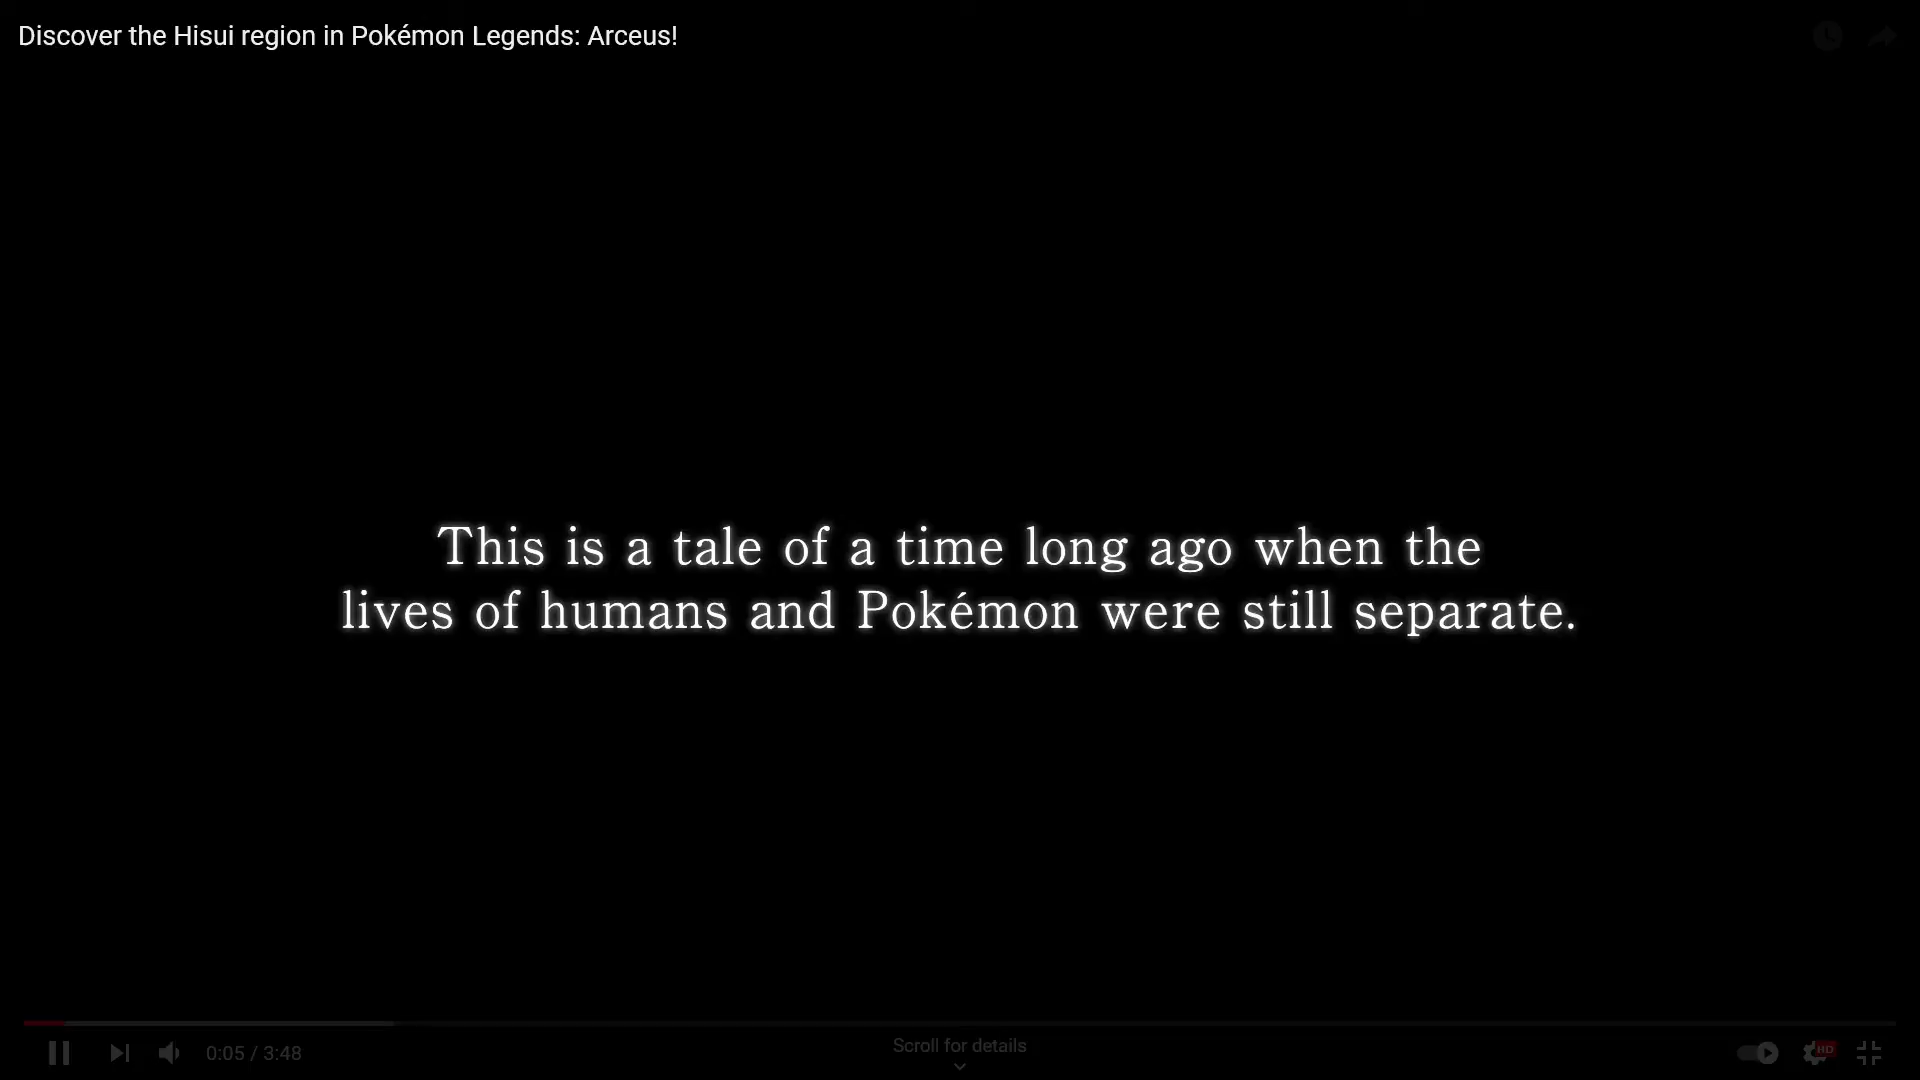 Discover the Hisui region in Pokémon Legends: Arceus!
This is a tale of a time long ago when the
lives of humans and Pokémon were still separate.
Scroll for details
0:05 / 3:48
HD